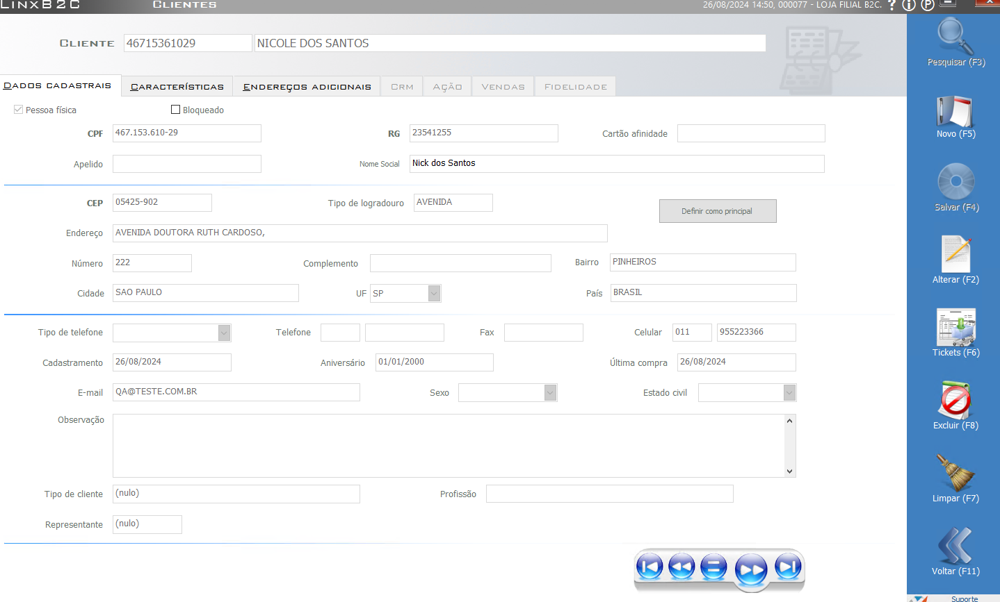 LinxB2C - Clientes 26/08/2024 14:50, 000077 - LOJA FILIAL B2C. ? i P
Cliente 46715361029 NICOLE DOS SANTOS
Pesquisar (F3)
Dados cadastrais Características Endereços adicionais CRM Ação Vendas Fidelidade
Pessoa física Bloqueado
CPF 467.153.610-29 RG 23541255 Cartão afinidade
Novo (F5)
Apelido Nome Social Nick dos Santos
CEP 05425-902 Tipo de logradouro AVENIDA Definir como principal
Salvar (F4)
Endereço AVENIDA DOUTORA RUTH CARDOSO,
Número 222 Complemento Bairro PINHEIROS
Alterar (F2)
Cidade SAO PAULO UF SP País BRASIL
Tipo de telefone Telefone Fax Celular 011 955223366
Tickets (F6)
Cadastramento 26/08/2024 Aniversário 01/01/2000 Última compra 26/08/2024
E-mail QA@TESTE.COM.BR Sexo Estado civil
Observação
Excluir (F8)
Tipo de cliente (nulo) Profissão
Limpar (F7)
Representante (nulo)
Voltar (F11)
Suporte